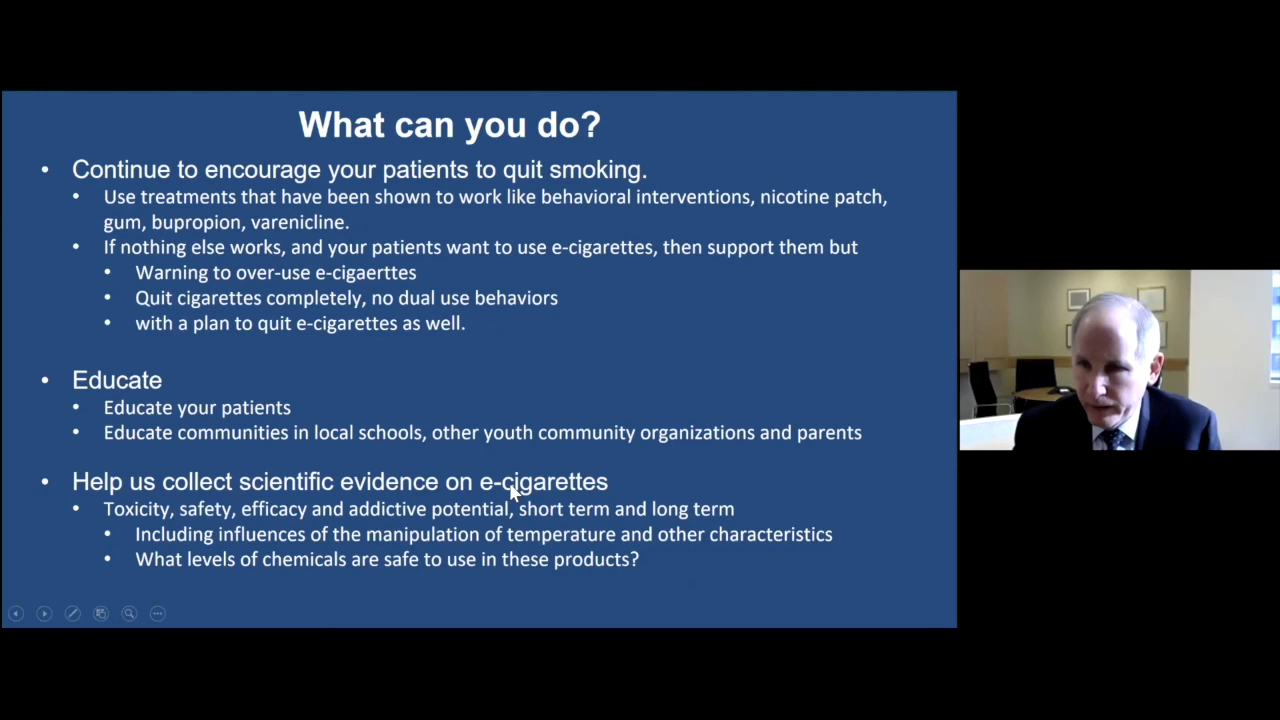 What can you do?
• Continue to encourage your patients to quit smoking.
• Use treatments that have been shown to work like behavioral interventions, nicotine patch,
gum, bupropion, varenicline.
• If nothing else works, and your patients want to use e-cigarettes, then support them but
• Warning to over-use e-cigaerttes
• Quit cigarettes completely, no dual use behaviors
• with a plan to quit e-cigarettes as well.
• Educate
• Educate your patients
• Educate communities in local schools, other youth community organizations and parents
• Help us collect scientific evidence on e-cigarettes
• Toxicity, safety, efficacy and addictive potential, short term and long term
• Including influences of the manipulation of temperature and other characteristics
• What levels of chemicals are safe to use in these products?